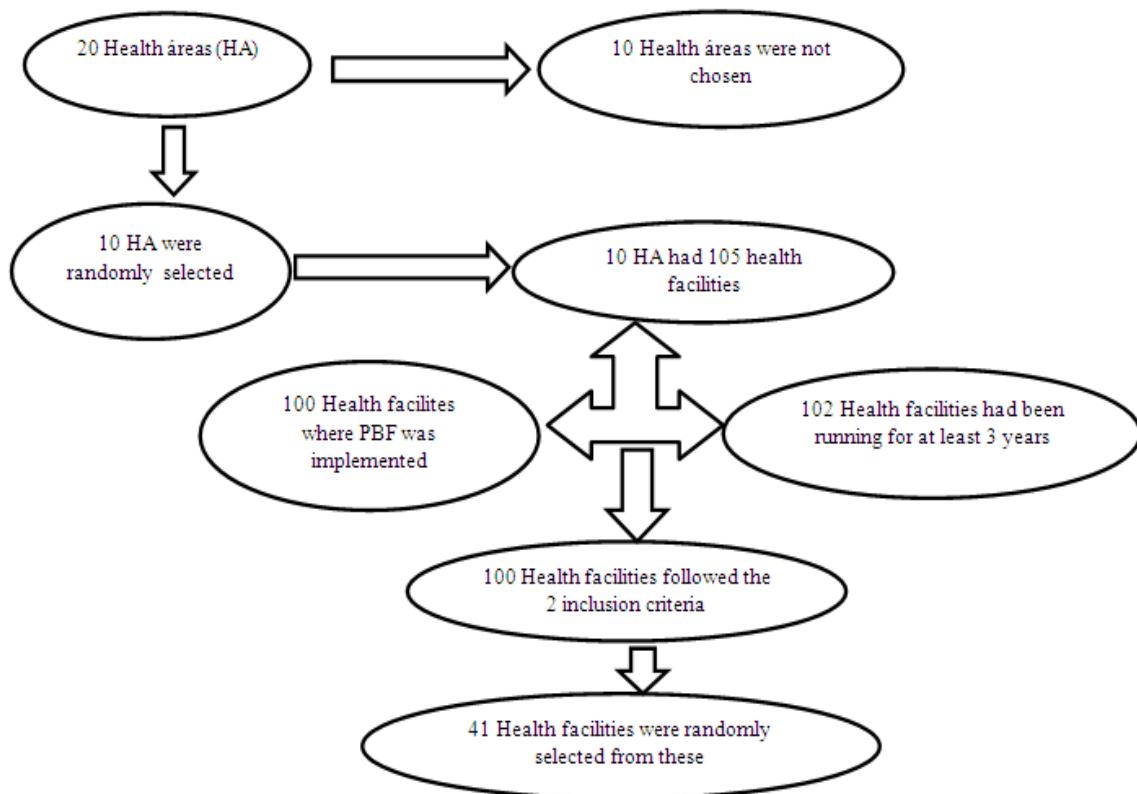 20 Health áreas (HA)
10 Health áreas were not
chosen
10 HA were
randomly selected
10 HA had 105 health
facilities
100 Health facilites
where PBF was
implemented
102 Health facilities had been
running for at least 3 years
100 Health facilities followed the
2 inclusion criteria
41 Health facilities were randomly
selected from these